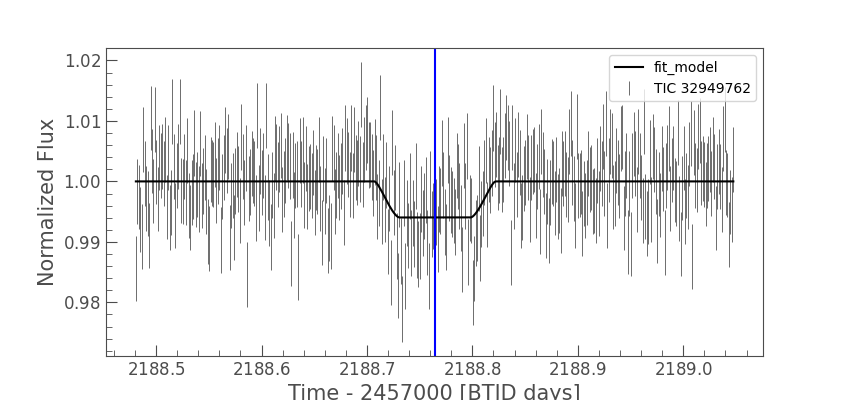 1.02
1.01
1.00
0.99
0.98
Normalized Flux
fit_model
TIC 32949762
2188.5 2188.6 2188.7 2188.8 2188.9 2189.0
Time - 2457000 [BTJD days]